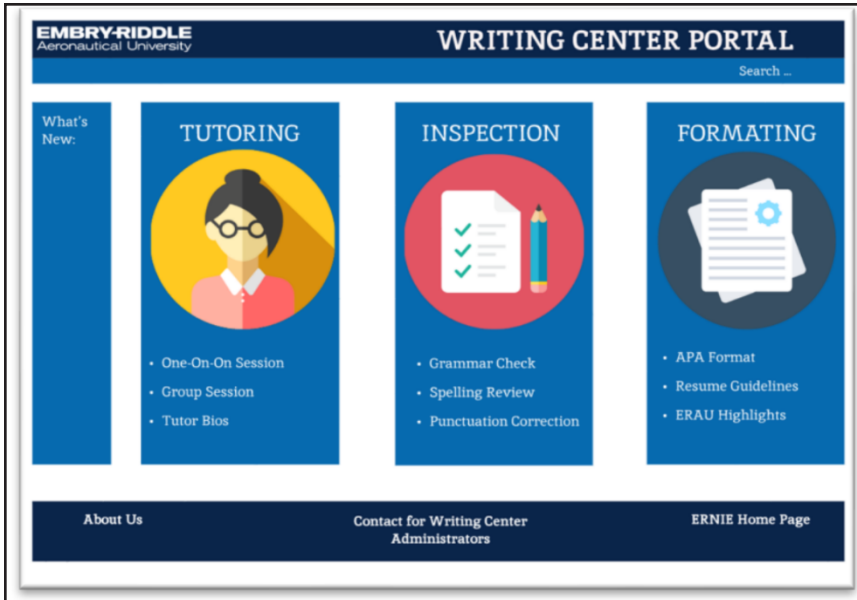 EMBRY-RIDDLE
Aeronautical University
WRITING CENTER PORTAL
Search ...
What's
New:
TUTORING
One-On-On Session
Group Session
Tutor Bios
INSPECTION
Grammar Check
Spelling Review
Punctuation Correction
FORMATING
APA Format
Resume Guidelines
ERAU Highlights
About Us
Contact for Writing Center
Administrators
ERNIE Home Page